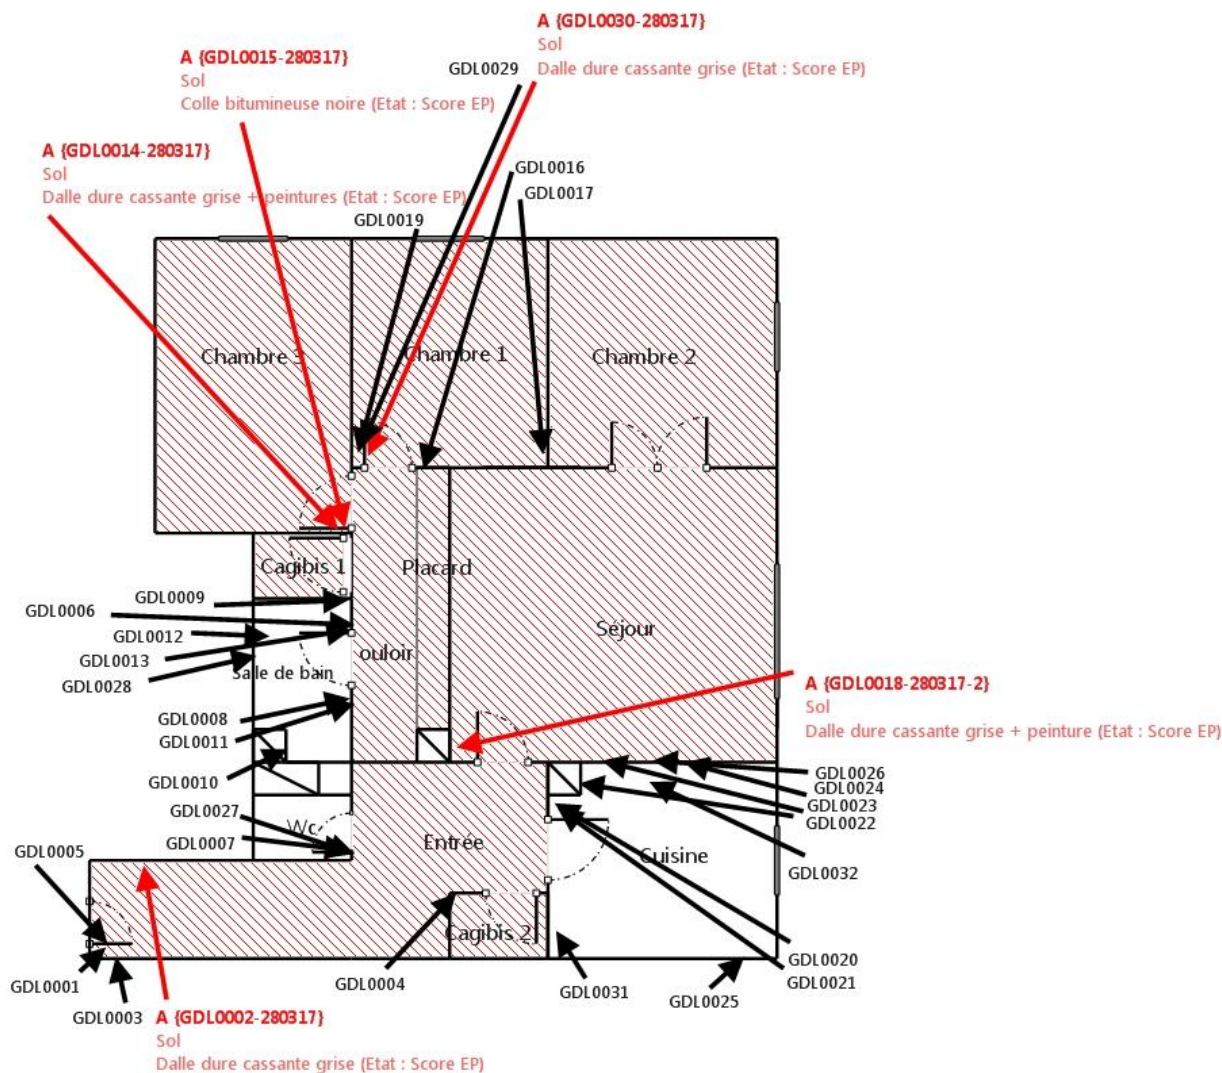 A {GDL0030-280317}
Sol
Dalle dure cassante grise (Etat : Score EP)
A {GDL0015-280317}
Sol
Colle bitumineuse noire (Etat : Score EP)
GDL0029
A {GDL0014-280317}
Sol
Dalle dure cassante grise + peintures (Etat : Score EP)
GDL0016
GDL0017
GDL0019
Chambre 3
Chambre 1
Chambre 2
Cagibis 1
Placard
GDL0009
GDL0006
GDL0012
GDL0013
GDL0028
Salle de bain
ouloir
Séjour
GDL0008
GDL0011
GDL0010
A {GDL0018-280317-2}
Sol
Dalle dure cassante grise + peinture (Etat : Score EP)
GDL0026
GDL0024
GDL0023
GDL0022
GDL0027
GDL0007
Wc
Entrée
Cuisine
GDL0005
GDL0032
Cagibis 2
GDL0001
GDL0003
GDL0004
GDL0031
GDL0020
GDL0021
GDL0025
A {GDL0002-280317}
Sol
Dalle dure cassante grise (Etat : Score EP)